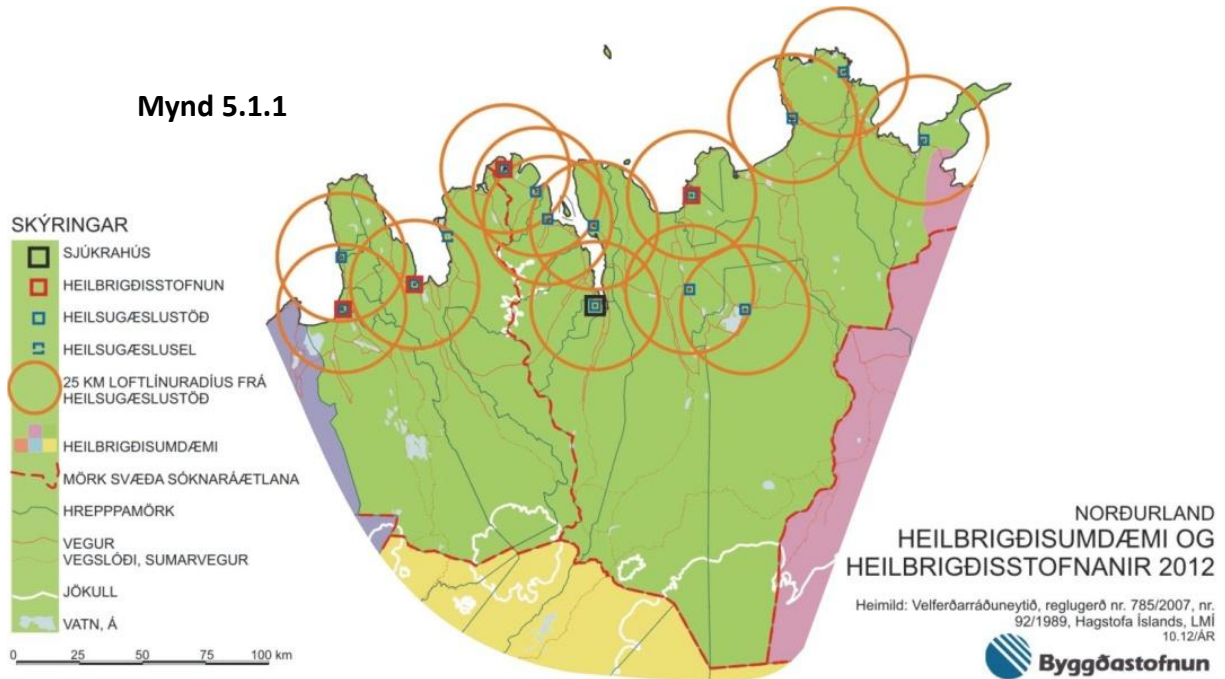 Mynd 5.1.1
SKÝRINGAR
SJÚKRAHÚS
HEILBRIGÐISSTOFNUN
HEILSUGÆSLUSTÖÐ
HEILSUGÆSLUSEL
25 KM LOFTLÍNURADÍUS FRÁ
HEILSUGÆSLUSTÖÐ
HEILBRIGÐISUMDÆMI
MÖRK SVÆÐA SÓKNARÁÆTLANA
HREPPPAMÖRK
VEGUR
VEGSLÓÐI, SUMARVEGUR
JÖKULL
VATN, Á
0 25 50 75 100 km
NORÐURLAND
HEILBRIGÐISUMDÆMI OG
HEILBRIGÐISSTOFNANIR 2012
Heimild: Velferðarráðuneytið, reglugerð nr. 785/2007, nr.
92/1989, Hagstofa Íslands, LMÍ
10.12/ÁR
Byggðastofnun